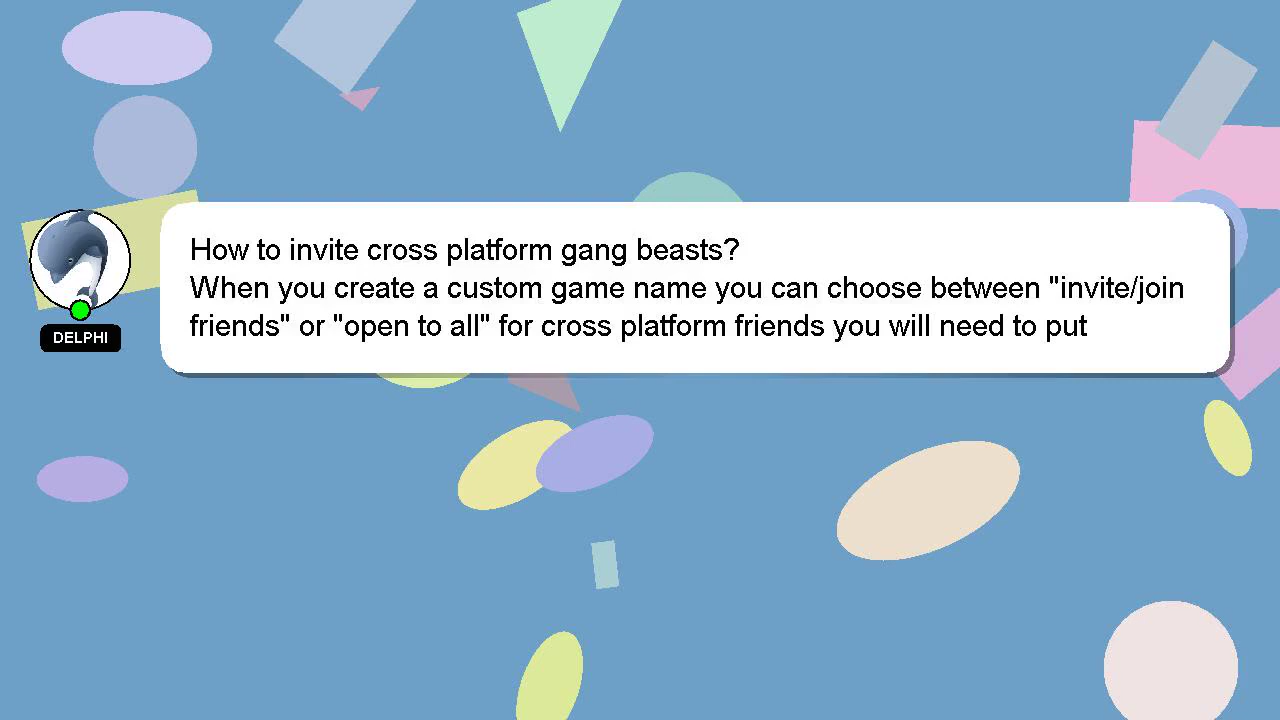 How to invite cross platform gang beasts?
When you create a custom game name you can choose between "invite/join
friends" or "open to all" for cross platform friends you will need to put
DELPHI